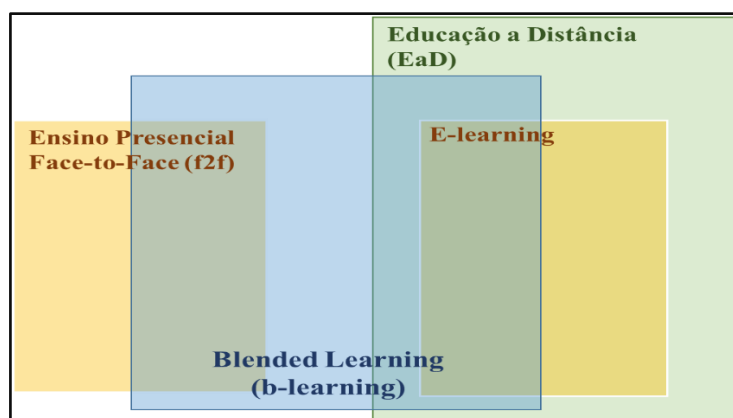 Educação a Distância
(EaD)
Ensino Presencial
Face-to-Face (f2f)
E-learning
Blended Learning
(b-learning)